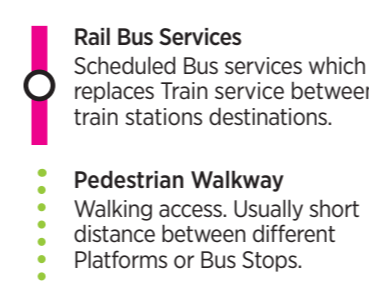 Rail Bus Services
Scheduled Bus services which
replaces Train service between
train stations destinations.
Pedestrian Walkway
Walking access. Usually short
distance between different
Platforms or Bus Stops.